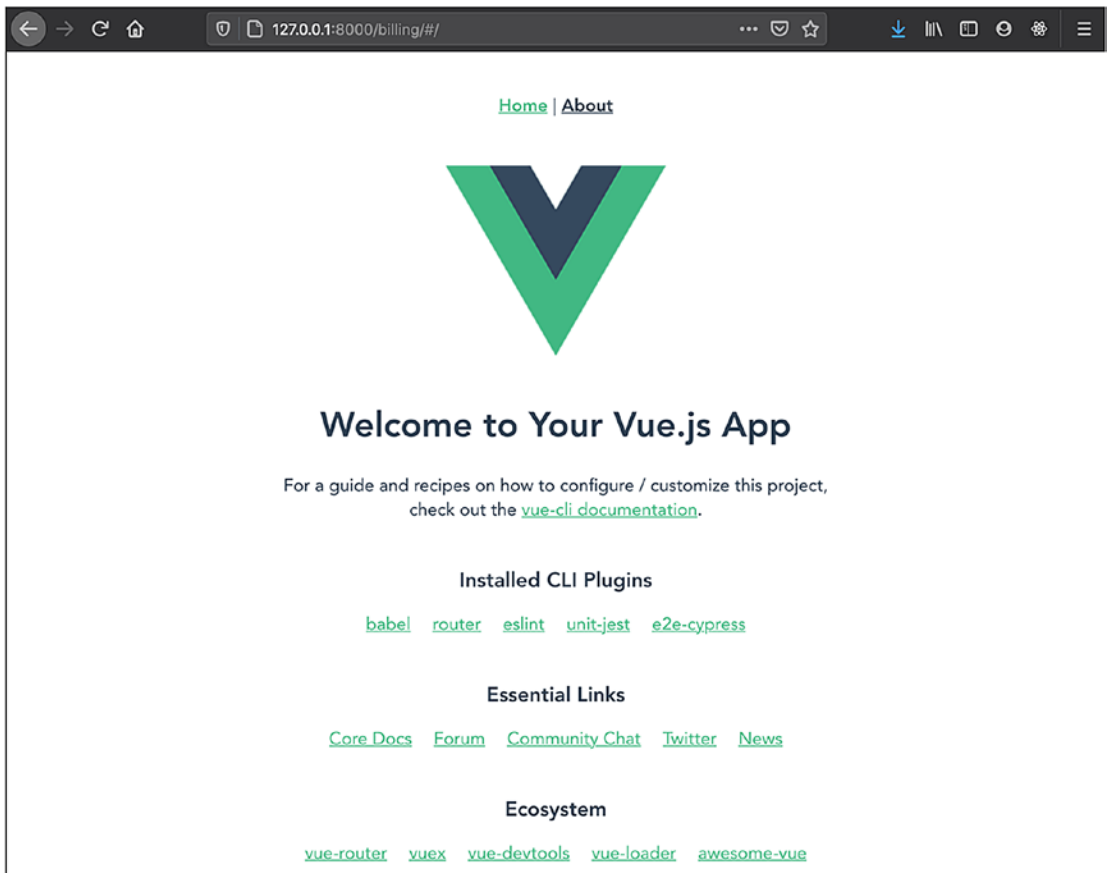 127.0.0.1:8000/billing/#/
Home | About
Welcome to Your Vue.js App
For a guide and recipes on how to configure / customize this project,
check out the vue-cli documentation.
Installed CLI Plugins
babel router eslint unit-jest e2e-cypress
Essential Links
Core Docs Forum Community Chat Twitter News
Ecosystem
vue-router vuex vue-devtools vue-loader awesome-vue